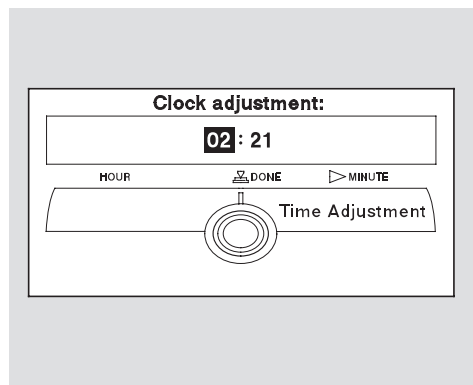 Clock adjustment:
02 : 21
HOUR DONE MINUTE
Time Adjustment